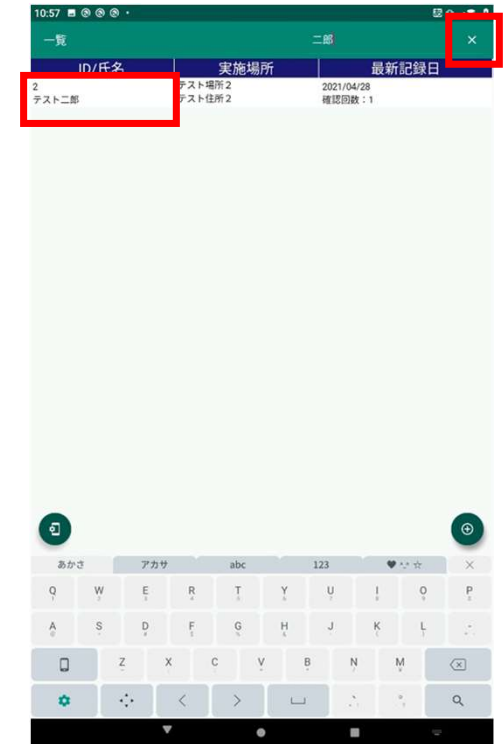 10:57
一覧
二郎
×
ID/氏名
実施場所
最新記録日
2
テスト二郎
テスト場所2
テスト住所2
2021/04/28
確認回数:1
あかさ
アカサ
abc
123
Q W E R T Y U I O P
A S D F G H J K L
Z X C V B N M